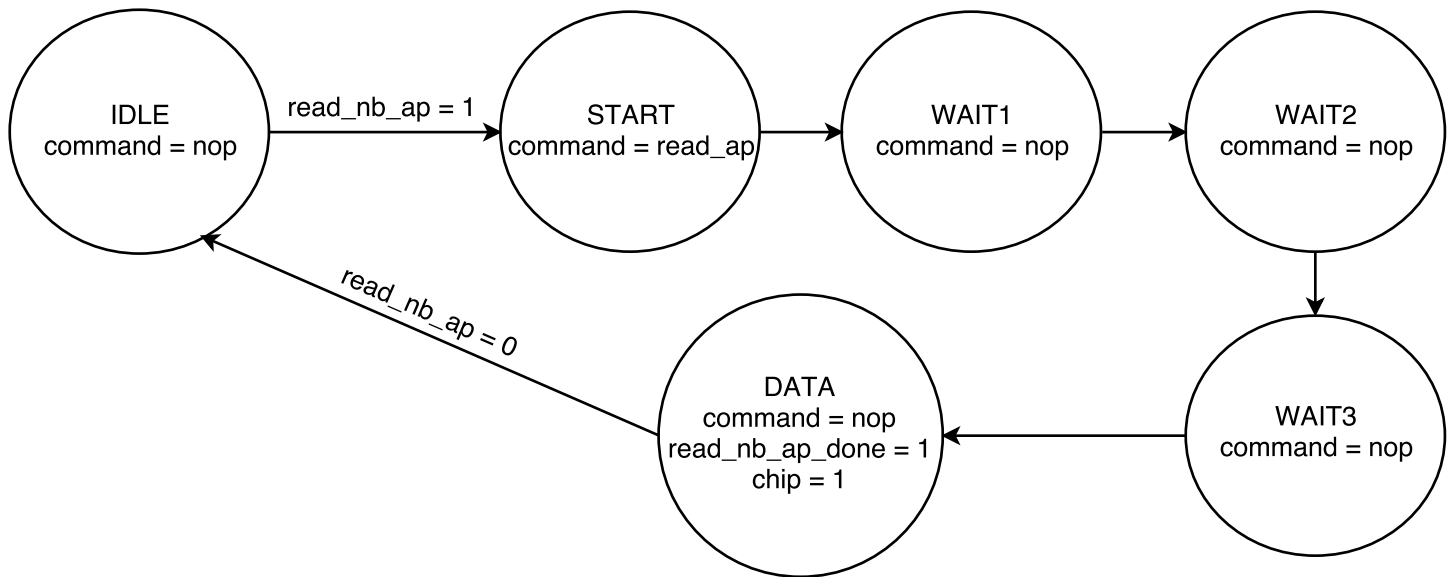 IDLE
command = nop
read_nb_ap = 1
START
command = read_ap
WAIT1
command = nop
WAIT2
command = nop
WAIT3
command = nop
DATA
command = nop
read_nb_ap_done = 1
chip = 1
read_nb_ap = 0